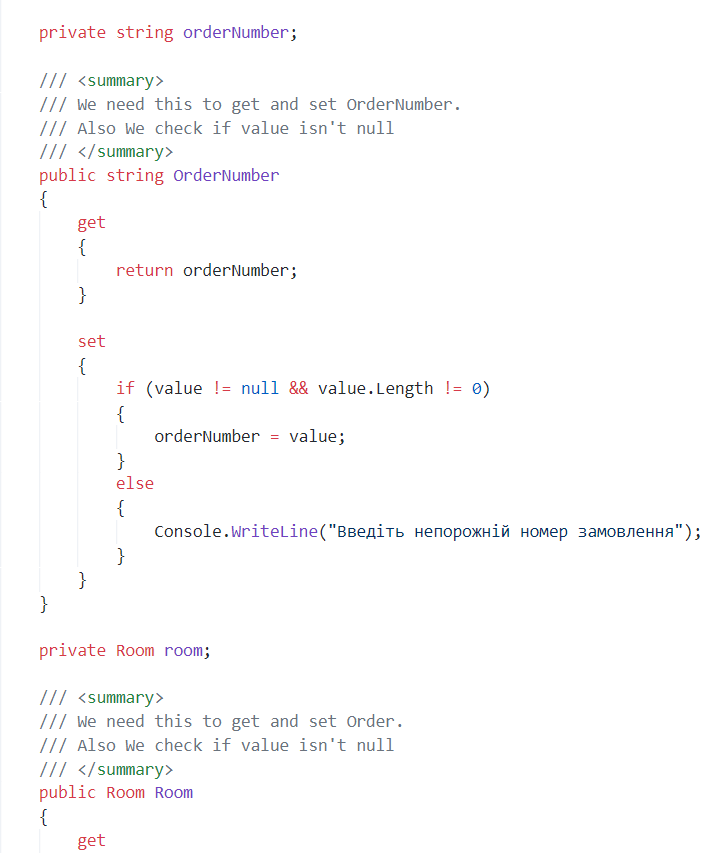 private string orderNumber;
/// <summary>
/// We need this to get and set OrderNumber.
/// Also We check if value isn't null
/// </summary>
public string OrderNumber
{
get
{
return orderNumber;
}
set
{
if (value != null && value.Length != 0)
{
orderNumber = value;
}
else
{
Console.WriteLine("Введіть непорожній номер замовлення");
}
}
}
private Room room;
/// <summary>
/// We need this to get and set Order.
/// Also We check if value isn't null
/// </summary>
public Room Room
{
get